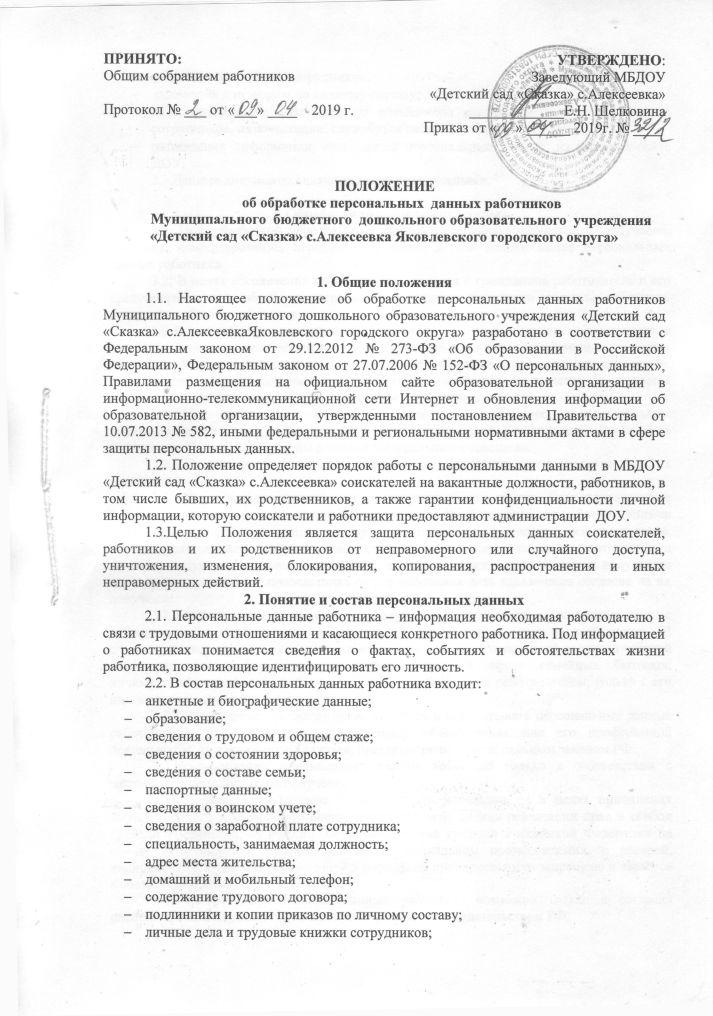 ПРИНЯТО: УТВЕРЖДЕНО:
Общим собранием работников Заведующий МБДОУ
«Детский сад «Сказка» с.Алексеевка»
Протокол № 2 от « 09 » 04 2019 г. Е.Н. Шелковина
Приказ от «09 » 04 2019г. № 32/2
ПОЛОЖЕНИЕ
об обработке персональных данных работников
Муниципального бюджетного дошкольного образовательного учреждения
«Детский сад «Сказка» с.Алексеевка Яковлевского городского округа»
1. Общие положения
1.1. Настоящее положение об обработке персональных данных работников
Муниципального бюджетного дошкольного образовательного учреждения «Детский сад
«Сказка» с.АлексеевкаЯковлевского городского округа» разработано в соответствии с
Федеральным законом от 29.12.2012 № 273-ФЗ «Об образовании в Российской
Федерации», Федеральным законом от 27.07.2006 № 152-ФЗ «О персональных данных»,
Правилами размещения на официальном сайте образовательной организации в
информационно-телекоммуникационной сети Интернет и обновления информации об
образовательной организации, утвержденными постановлением Правительства от
10.07.2013 № 582, иными федеральными и региональными нормативными актами в сфере
защиты персональных данных.
1.2. Положение определяет порядок работы с персональными данными в МБДОУ
«Детский сад «Сказка» с.Алексеевка» соискателей на вакантные должности, работников, в
том числе бывших, их родственников, а также гарантии конфиденциальности личной
информации, которую соискатели и работники предоставляют администрации ДОУ.
1.3.Целью Положения является защита персональных данных соискателей,
работников и их родственников от неправомерного или случайного доступа,
уничтожения, изменения, блокирования, копирования, распространения и иных
неправомерных действий.
2. Понятие и состав персональных данных
2.1. Персональные данные работника – информация необходимая работодателю в
связи с трудовыми отношениями и касающиеся конкретного работника. Под информацией
о работниках понимается сведения о фактах, событиях и обстоятельствах жизни
работника, позволяющие идентифицировать его личность.
2.2. В состав персональных данных работника входит:
– анкетные и биографические данные;
– образование;
– сведения о трудовом и общем стаже;
– сведения о состоянии здоровья;
– сведения о составе семьи;
– паспортные данные;
– сведения о воинском учете;
– сведения о заработной плате сотрудника;
– специальность, занимаемая должность;
– адрес места жительства;
– домашний и мобильный телефон;
– содержание трудового договора;
– подлинники и копии приказов по личному составу;
– личные дела и трудовые книжки сотрудников;